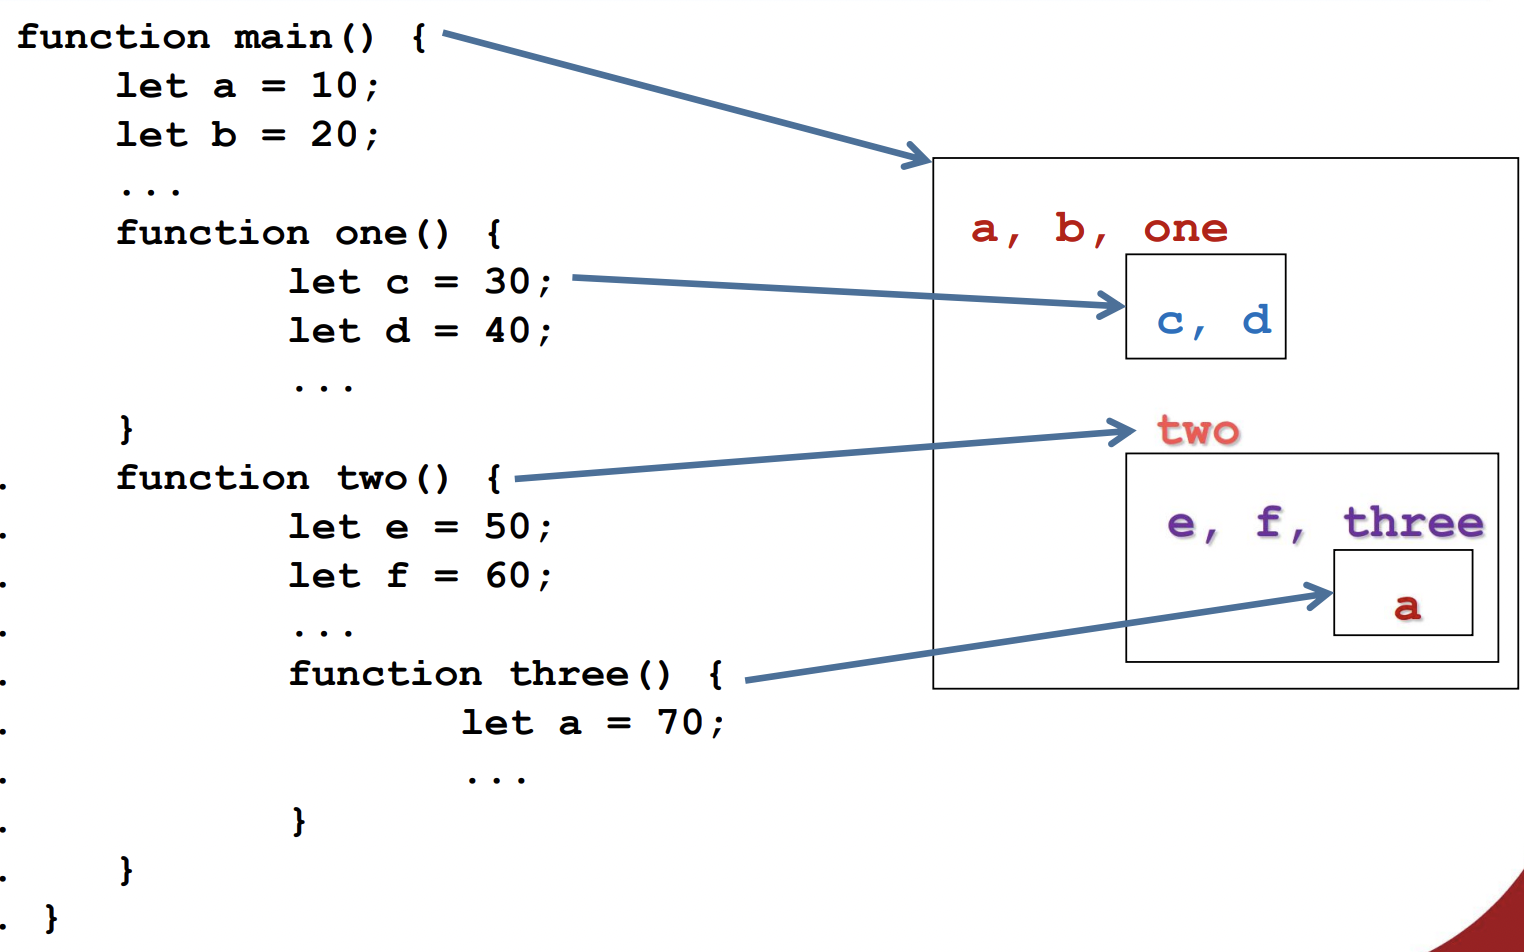 function main() {
let a = 10;
let b = 20;
...
function one() {
let c = 30;
let d = 40;
...
}
. function two() {
. let e = 50;
. let f = 60;
. ...
. function three() {
. let a = 70;
. ...
. }
. }
. }
a, b, one
c, d
two
e, f, three
a